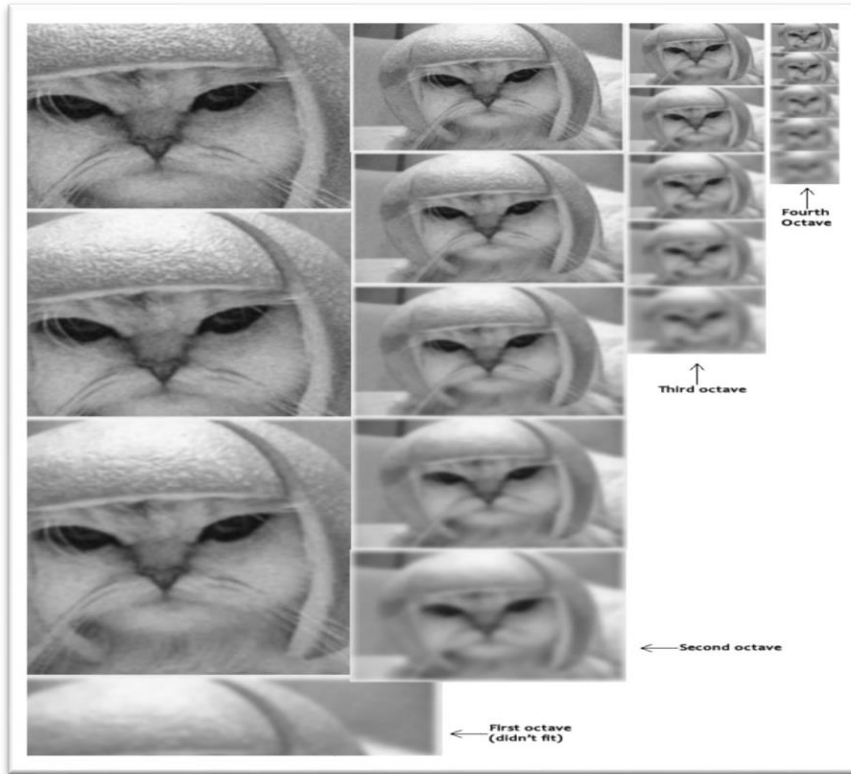 Fourth
Octave
Third octave
Second octave
First octave
(didn't fit)